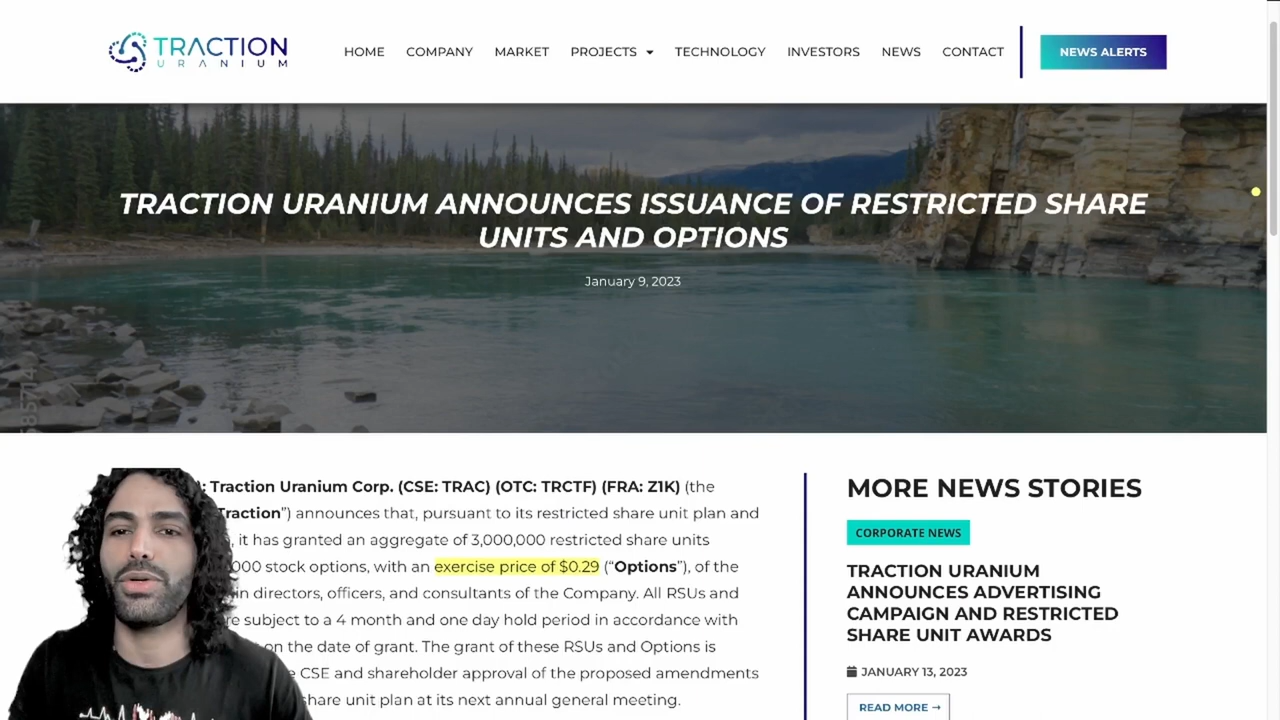 TRACTION
URANIUM
HOME COMPANY MARKET PROJECTS TECHNOLOGY INVESTORS NEWS CONTACT
NEWS ALERTS
TRACTION URANIUM ANNOUNCES ISSUANCE OF RESTRICTED SHARE
UNITS AND OPTIONS
January 9, 2023
: Traction Uranium Corp. (CSE: TRAC) (OTC: TRCTF) (FRA: Z1K) (the
Traction”) announces that, pursuant to its restricted share unit plan and
, it has granted an aggregate of 3,000,000 restricted share units
000 stock options, with an exercise price of $0.29 (“Options”), of the
in directors, officers, and consultants of the Company. All RSUs and
re subject to a 4 month and one day hold period in accordance with
on the date of grant. The grant of these RSUs and Options is
CSE and shareholder approval of the proposed amendments
share unit plan at its next annual general meeting.
MORE NEWS STORIES
CORPORATE NEWS
TRACTION URANIUM
ANNOUNCES ADVERTISING
CAMPAIGN AND RESTRICTED
SHARE UNIT AWARDS
JANUARY 13, 2023
READ MORE →